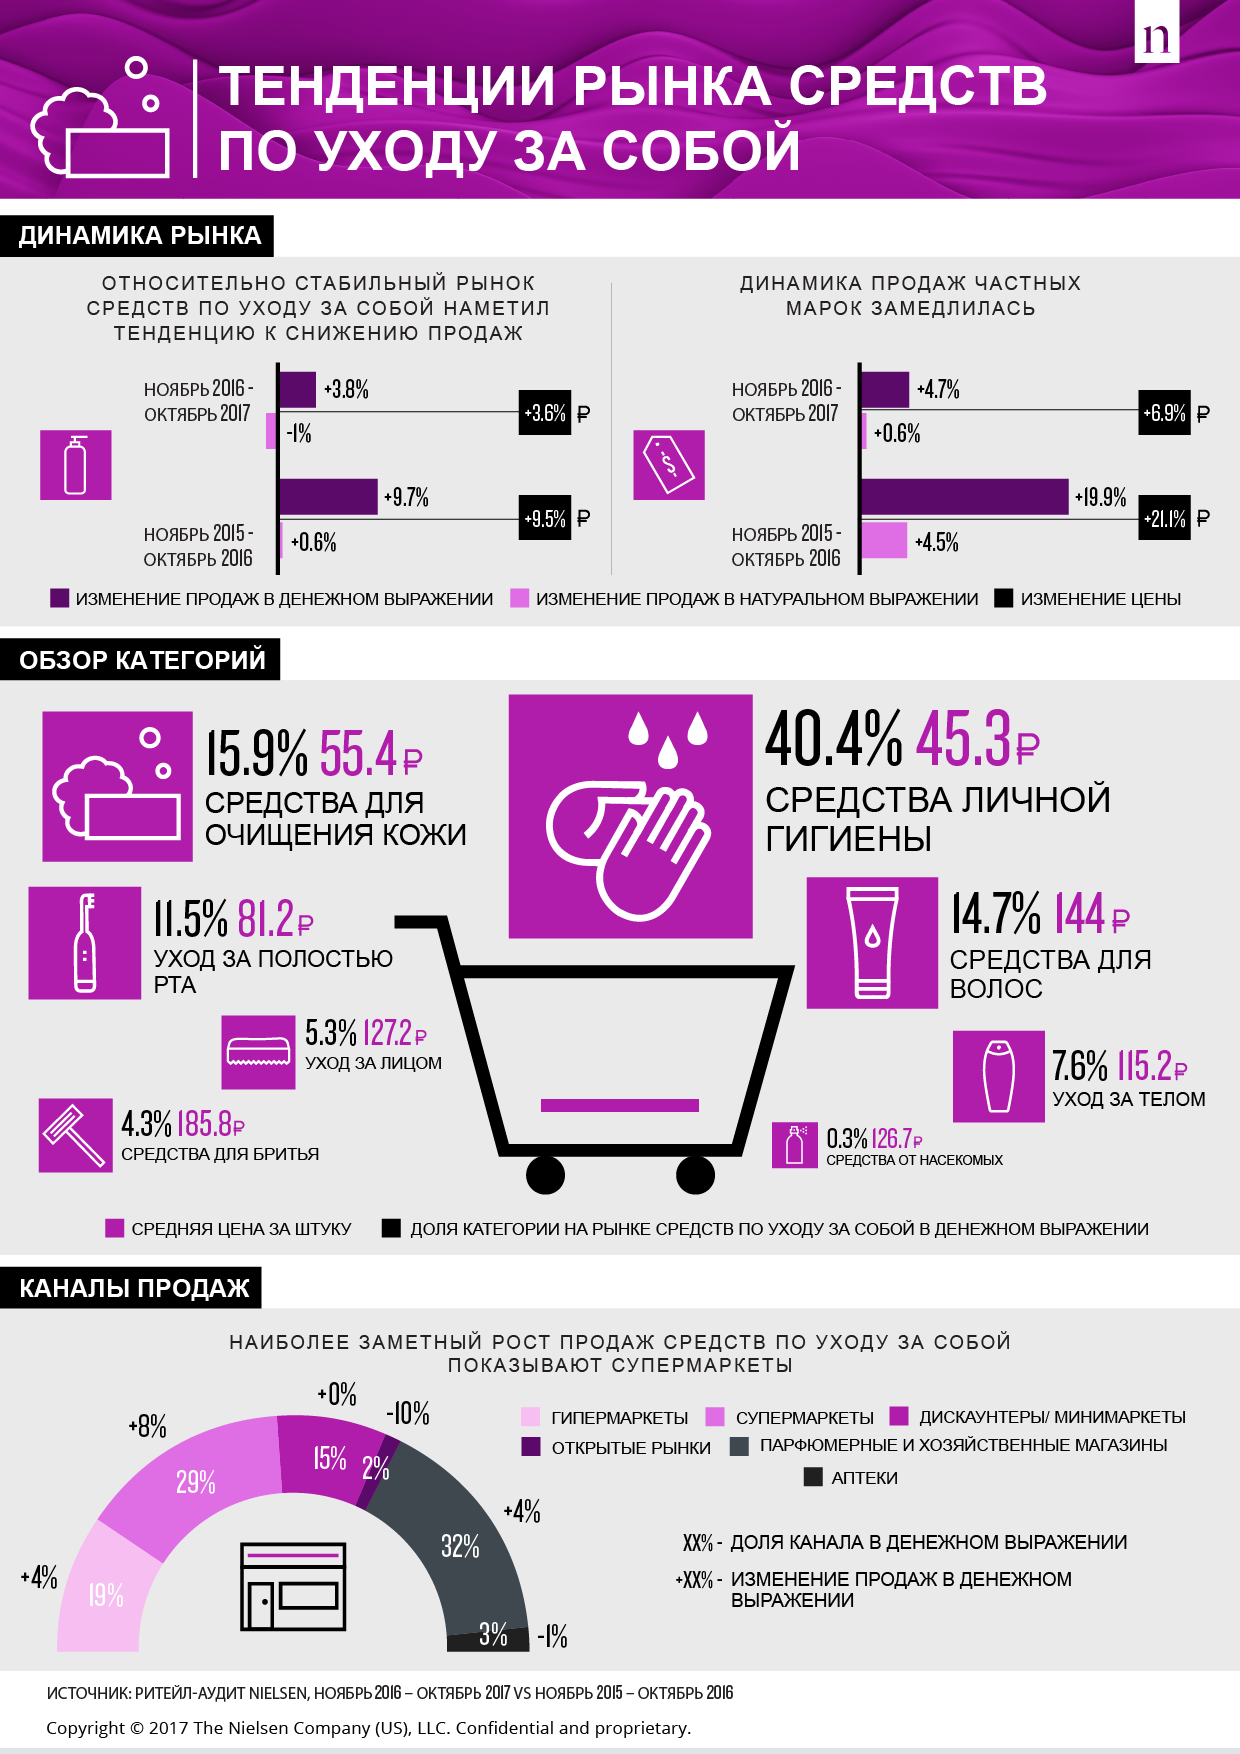 n
ТЕНДЕНЦИИ РЫНКА СРЕДСТВ
ПО УХОДУ ЗА СОБОЙ
ДИНАМИКА РЫНКА
ОТНОСИТЕЛЬНО СТАБИЛЬНЫЙ РЫНОК
СРЕДСТВ ПО УХОДУ ЗА СОБОЙ НАМЕТИЛ
ТЕНДЕНЦИЮ К СНИЖЕНИЮ ПРОДАЖ
НОЯБРЬ 2016 -
ОКТЯБРЬ 2017
+3.8%
-1%
+3.6% ₽
НОЯБРЬ 2015 -
ОКТЯБРЬ 2016
+9.7%
+0.6%
+9.5% ₽
ДИНАМИКА ПРОДАЖ ЧАСТНЫХ
МАРОК ЗАМЕДЛИЛАСЬ
$
НОЯБРЬ 2016 -
ОКТЯБРЬ 2017
+4.7%
+0.6%
+6.9% ₽
НОЯБРЬ 2015 -
ОКТЯБРЬ 2016
+19.9%
+4.5%
+21.1% ₽
ИЗМЕНЕНИЕ ПРОДАЖ В ДЕНЕЖНОМ ВЫРАЖЕНИИ ИЗМЕНЕНИЕ ПРОДАЖ В НАТУРАЛЬНОМ ВЫРАЖЕНИИ ИЗМЕНЕНИЕ ЦЕНЫ
ОБЗОР КАТЕГОРИЙ
15.9% 55.4 ₽
СРЕДСТВА ДЛЯ
ОЧИЩЕНИЯ КОЖИ
40.4% 45.3 ₽
СРЕДСТВА ЛИЧНОЙ
ГИГИЕНЫ
11.5% 81.2 ₽
УХОД ЗА ПОЛОСТЬЮ
РТА
14.7% 144 ₽
СРЕДСТВА ДЛЯ
ВОЛОС
5.3% 127.2 ₽
УХОД ЗА ЛИЦОМ
7.6% 115.2 ₽
УХОД ЗА ТЕЛОМ
4.3% 185.8 ₽
СРЕДСТВА ДЛЯ БРИТЬЯ
0.3% 126.7 ₽
СРЕДСТВА ОТ НАСЕКОМЫХ
СРЕДНЯЯ ЦЕНА ЗА ШТУКУ ДОЛЯ КАТЕГОРИИ НА РЫНКЕ СРЕДСТВ ПО УХОДУ ЗА СОБОЙ В ДЕНЕЖНОМ ВЫРАЖЕНИИ
КАНАЛЫ ПРОДАЖ
НАИБОЛЕЕ ЗАМЕТНЫЙ РОСТ ПРОДАЖ СРЕДСТВ ПО УХОДУ ЗА СОБОЙ
ПОКАЗЫВАЮТ СУПЕРМАРКЕТЫ
+4%
19%
+8%
29%
+0%
15%
-10%
2%
+4%
32%
-1%
3%
ГИПЕРМАРКЕТЫ СУПЕРМАРКЕТЫ ДИСКАУНТЕРЫ/ МИНИМАРКЕТЫ
ОТКРЫТЫЕ РЫНКИ ПАРФЮМЕРНЫЕ И ХОЗЯЙСТВЕННЫЕ МАГАЗИНЫ
АПТЕКИ
XX% - ДОЛЯ КАНАЛА В ДЕНЕЖНОМ ВЫРАЖЕНИИ
+XX% - ИЗМЕНЕНИЕ ПРОДАЖ В ДЕНЕЖНОМ
ВЫРАЖЕНИИ
ИСТОЧНИК: РИТЕЙЛ-АУДИТ NIELSEN, НОЯБРЬ 2016 – ОКТЯБРЬ 2017 VS НОЯБРЬ 2015 – ОКТЯБРЬ 2016
Copyright © 2017 The Nielsen Company (US), LLC. Confidential and proprietary.